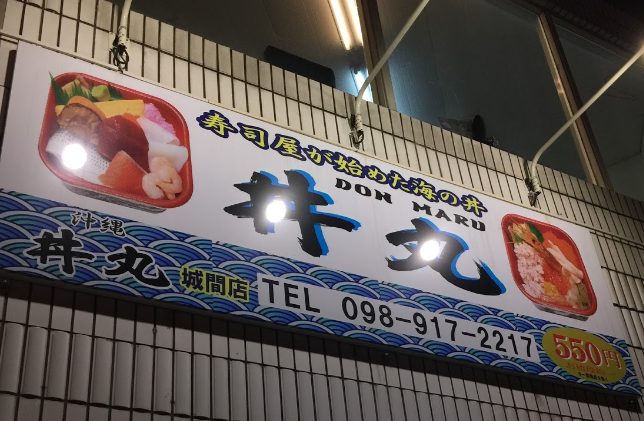 寿司屋が始めた海の丼
DON MARU
丼丸
沖縄
丼丸
城間店
TEL 098-917-2217
550円